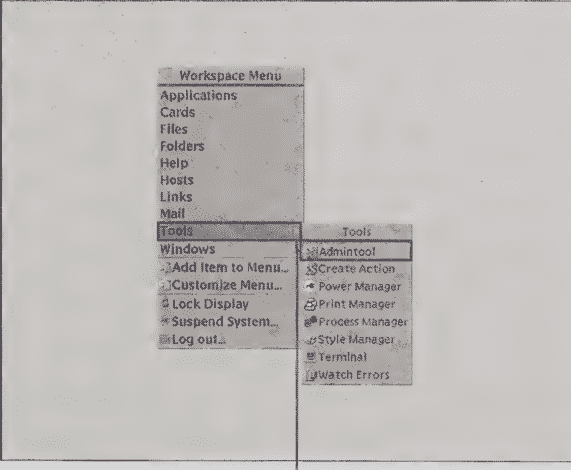 Workspace Menu
Applications
Cards
Files
Folders
Help
Hosts
Links
Mail
Tools
Windows
Add Item to Menu...
Customize Menu...
Lock Display
Suspend System...
Log out...
Tools
Admintool
Create Action
Power Manager
Print Manager
Process Manager
Style Manager
Terminal
Watch Errors